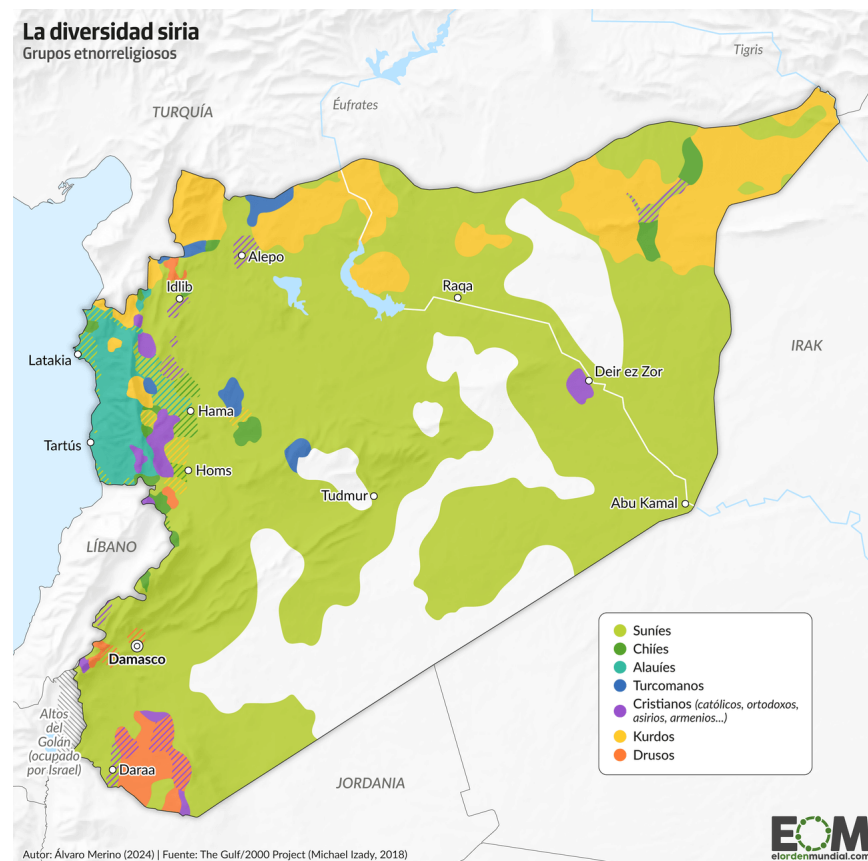 La diversidad siria
Grupos etnorreligiosos
TURQUÍA
Éufrates
Tigris
Alepo
Idlib
Raqa
IRAK
Latakia
Deir ez Zor
Hama
Tartús
Homs
Tudmur
Abu Kamal
LÍBANO
Damasco
Altos
del
Golán
(ocupado
por Israel)
Daraa
JORDANIA
Suníes
Chiíes
Alauíes
Turcomanos
Cristianos (católicos, ortodoxos,
asirios, armenios...)
Kurdos
Drusos
Autor: Álvaro Merino (2024) | Fuente: The Gulf/2000 Project (Michael Izady, 2018)
EOM
elordenmundial.com